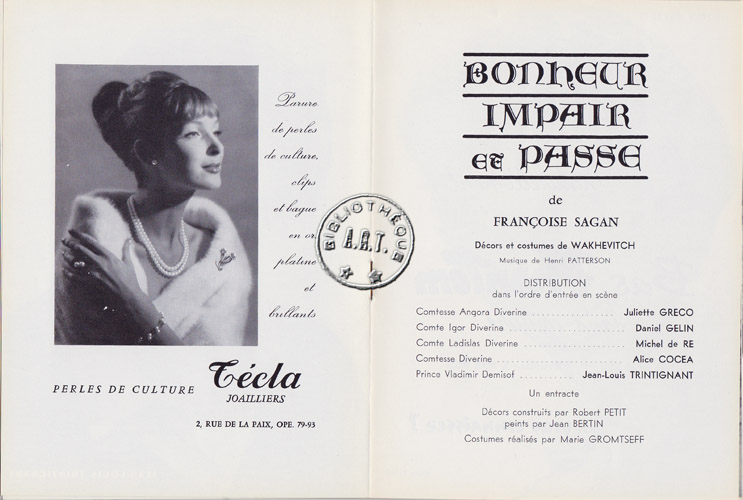 Parure
de perles
de culture,
clips
et bague
en or,
platine
et
brillants
PERLES DE CULTURE Técla
JOAILLIERS
2, RUE DE LA PAIX, OPE. 79-93
BIBLIOTHÈQUE
A.R.T.
BONHEUR
IMPAIR
ET PASSE
de
FRANÇOISE SAGAN
Décors et costumes de WAKHEVITCH
Musique de Henri PATTERSON
DISTRIBUTION
dans l'ordre d'entrée en scène
Comtesse Angora Diverine .................. Juliette GRECO
Comte Igor Diverine ........................ Daniel GELIN
Comte Ladislas Diverine .................... Michel de RE
Comtesse Diverine .......................... Alice COCEA
Prince Vladimir Demisof ........... Jean-Louis TRINTIGNANT
Un entracte
Décors construits par Robert PETIT
peints par Jean BERTIN
Costumes réalisés par Marie GROMTSEFF